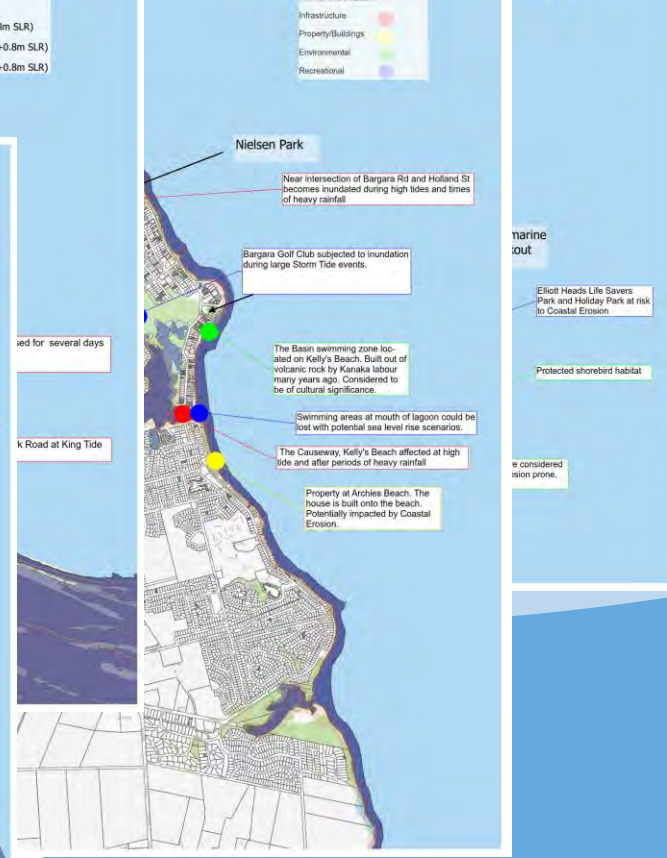 8m SLR)
+0.8m SLR)
+0.8m SLR)
Infrastructure
Property/Buildings
Environmental
Recreational
Nielsen Park
Near intersection of Bargara Rd and Holland St
becomes inundated during high tides and times
of heavy rainfall
Bargara Golf Club subjected to inundation
during large Storm Tide events.
The Basin swimming zone loc-
ated on Kelly's Beach. Built out of
volcanic rock by Kanaka labour
many years ago. Considered to
be of cultural significance.
Swimming areas at mouth of lagoon could be
lost with potential sea level rise scenarios.
The Causeway, Kelly's Beach affected at high
tide and after periods of heavy rainfall
Property at Archies Beach. The
house is built onto the beach.
Potentially impacted by Coastal
Erosion.
sed for several days
k Road at King Tide
marine
kout
Elliott Heads Life Savers
Park and Holiday Park at risk
to Coastal Erosion
Protected shorebird habitat
re considered
osion prone.